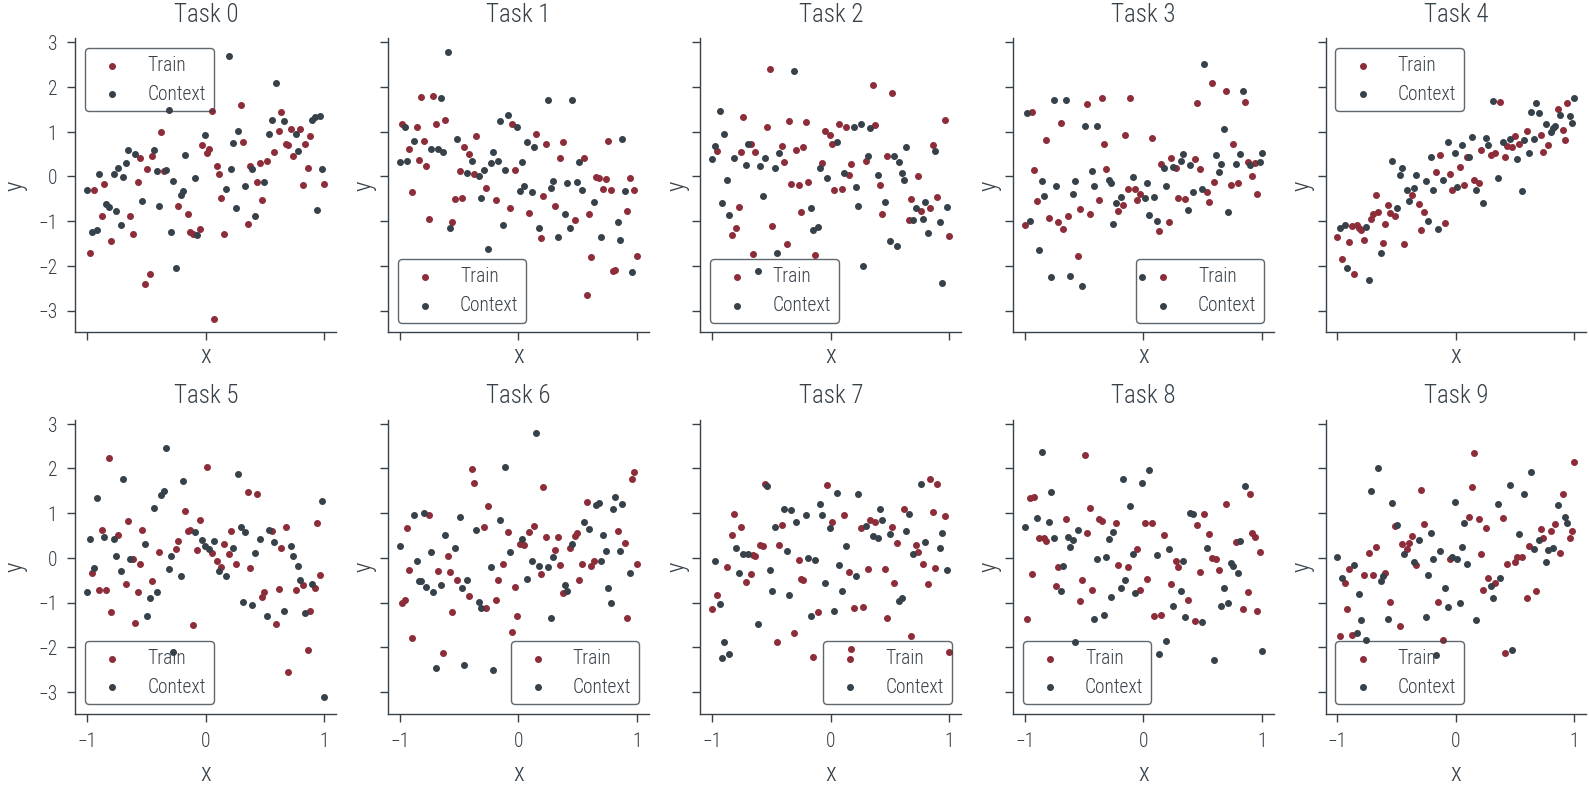 Task 0
Task 1
Task 2
Task 3
Task 4
3
2
1
0
−1
−2
−3
y
Train
Context
x
y
Train
Context
x
y
Train
Context
x
y
Train
Context
x
y
Train
Context
x
Task 5
Task 6
Task 7
Task 8
Task 9
3
2
1
0
−1
−2
−3
y
Train
Context
−1
0
1
x
y
Train
Context
−1
0
1
x
y
Train
Context
−1
0
1
x
y
Train
Context
−1
0
1
x
y
Train
Context
−1
0
1
x